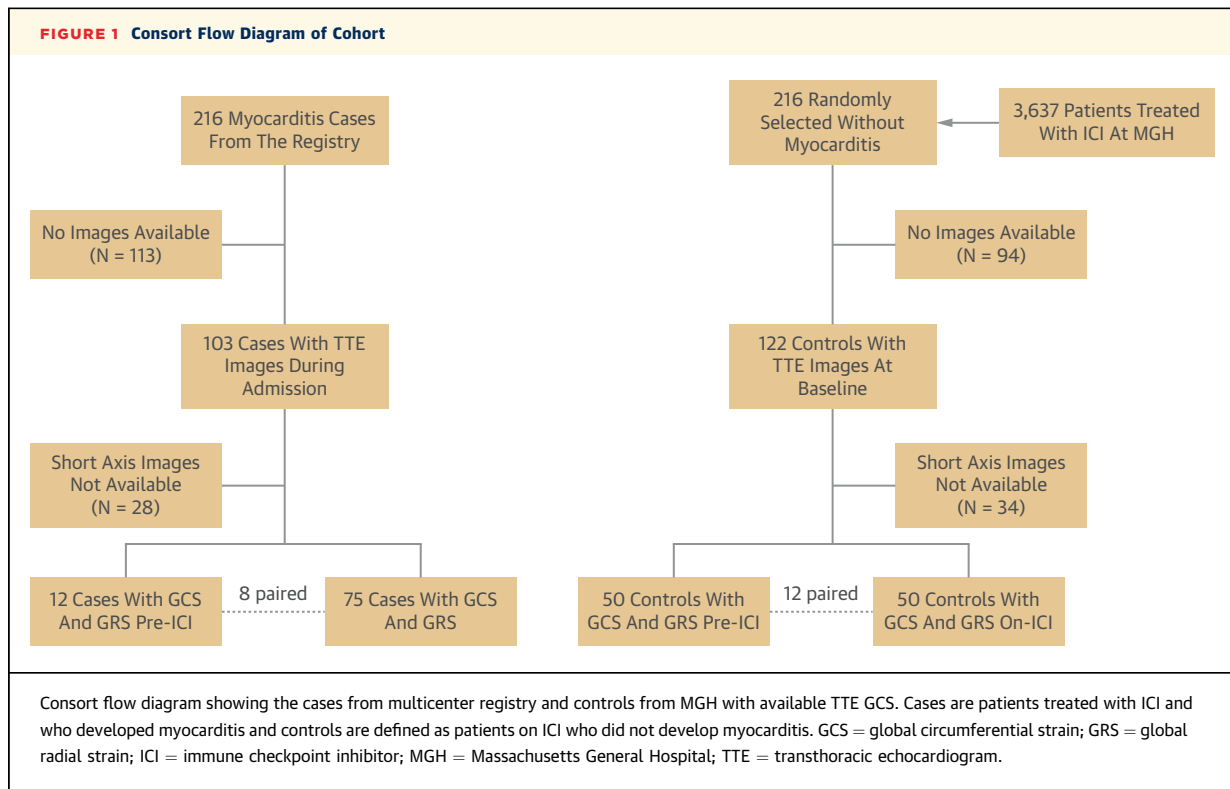 FIGURE 1 Consort Flow Diagram of Cohort
216 Myocarditis Cases
From The Registry
216 Randomly
Selected Without
Myocarditis
3,637 Patients Treated
With ICI At MGH
No Images Available
(N = 113)
No Images Available
(N = 94)
103 Cases With TTE
Images During
Admission
122 Controls With
TTE Images At
Baseline
Short Axis Images
Not Available
(N = 28)
Short Axis Images
Not Available
(N = 34)
12 Cases With GCS
And GRS Pre-ICI
8 paired
75 Cases With GCS
And GRS
50 Controls With
GCS And GRS Pre-ICI
12 paired
50 Controls With
GCS And GRS On-ICI
Consort flow diagram showing the cases from multicenter registry and controls from MGH with available TTE GCS. Cases are patients treated with ICI and
who developed myocarditis and controls are defined as patients on ICI who did not develop myocarditis. GCS = global circumferential strain; GRS = global
radial strain; ICI = immune checkpoint inhibitor; MGH = Massachusetts General Hospital; TTE = transthoracic echocardiogram.